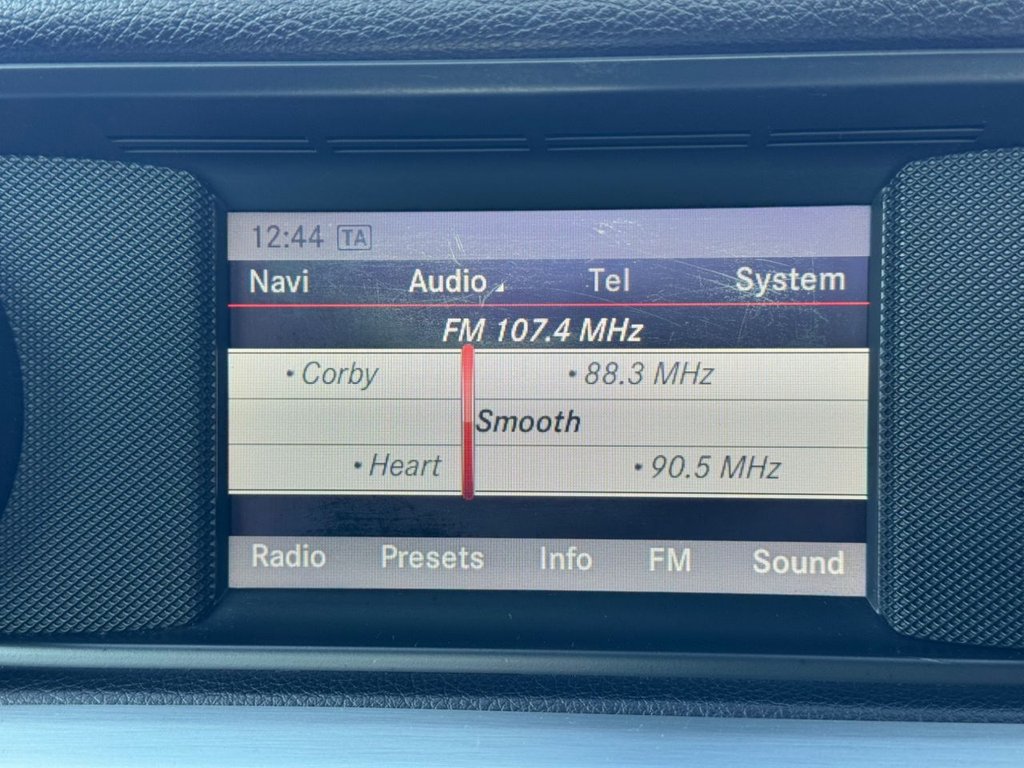 12:44 TA
Navi Audio Tel System
FM 107.4 MHz
• Corby • 88.3 MHz
Smooth
• Heart • 90.5 MHz
Radio Presets Info FM Sound